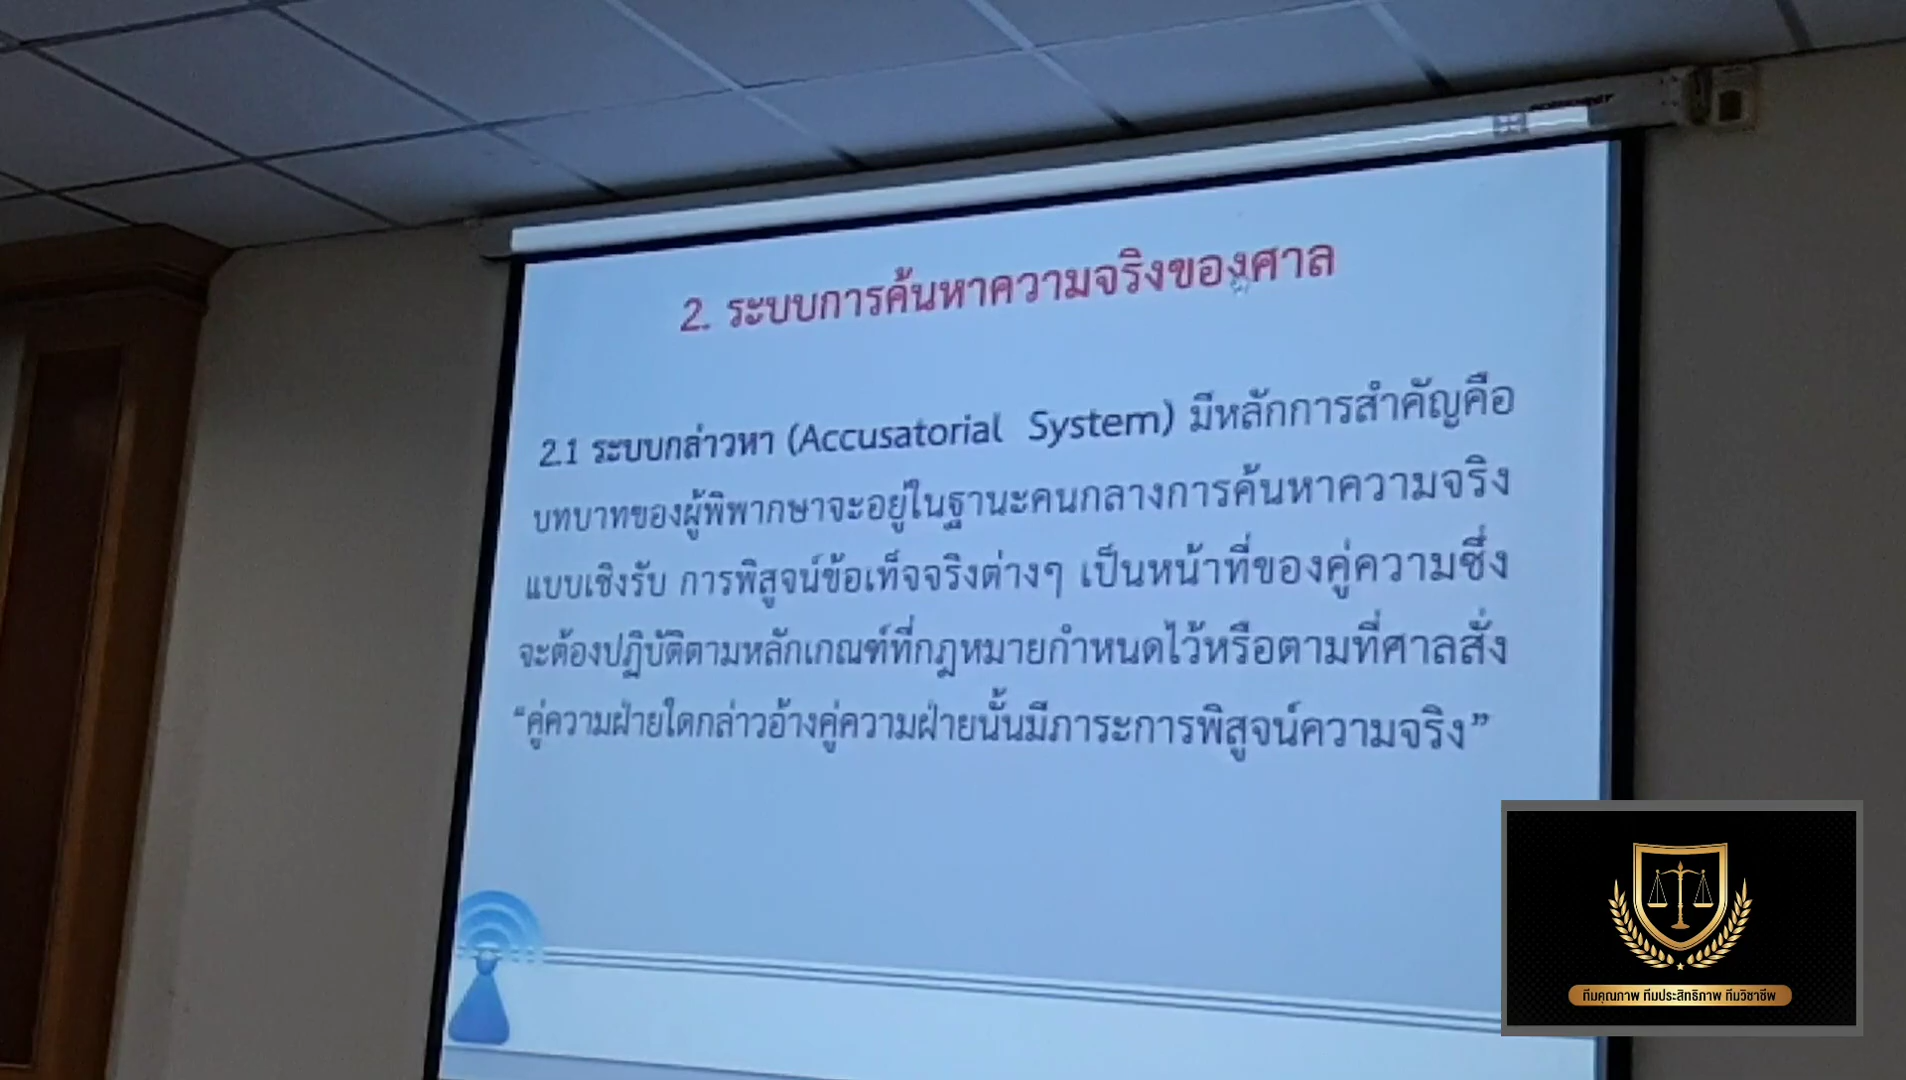 2. ระบบการค้นหาความจริงของศาล
2.1 ระบบกล่าวหา (Accusatorial System) มีหลักการสำคัญคือ
บทบาทของผู้พิพากษาจะอยู่ในฐานะคนกลางการค้นหาความจริง
แบบเชิงรับ การพิสูจน์ข้อเท็จจริงต่างๆ เป็นหน้าที่ของคู่ความซึ่ง
จะต้องปฏิบัติตามหลักเกณฑ์ที่กฎหมายกำหนดไว้หรือตามที่ศาลสั่ง
“คู่ความฝ่ายใดกล่าวอ้างคู่ความฝ่ายนั้นมีภาระการพิสูจน์ความจริง”
ทีมคุณภาพ ทีมประสิทธิภาพ ทีมวิชาชีพ